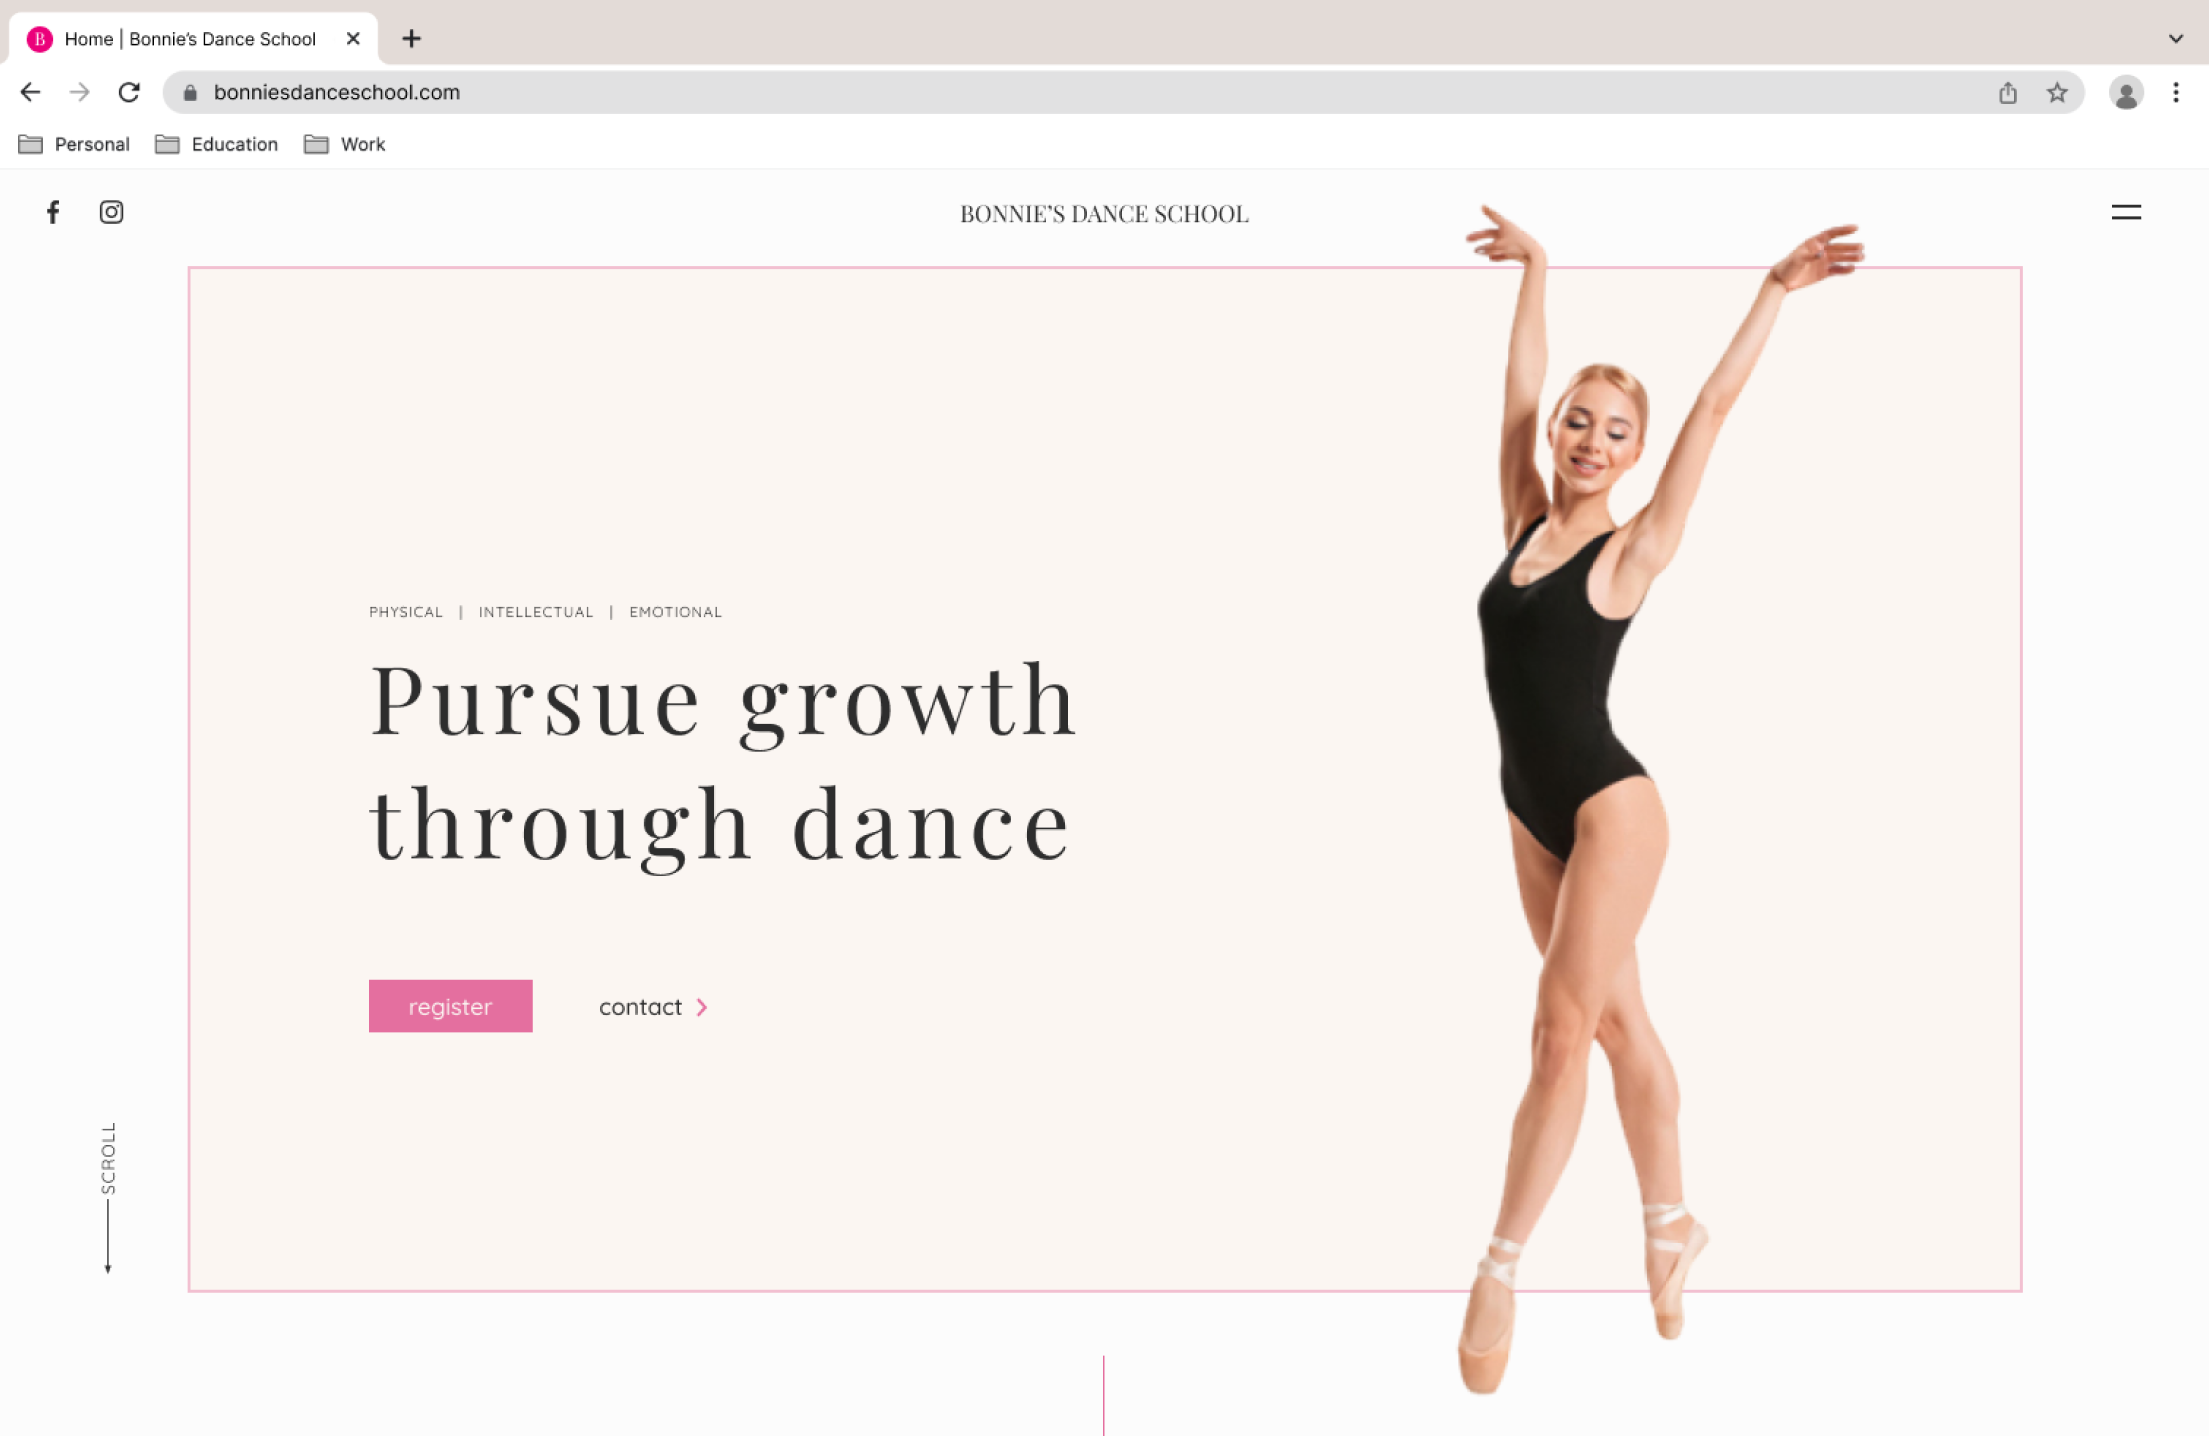 B Home | Bonnie's Dance School
bonniesdanceschool.com
Personal Education Work
BONNIE'S DANCE SCHOOL
PHYSICAL | INTELLECTUAL | EMOTIONAL
Pursue growth
through dance
register contact
SCROLL